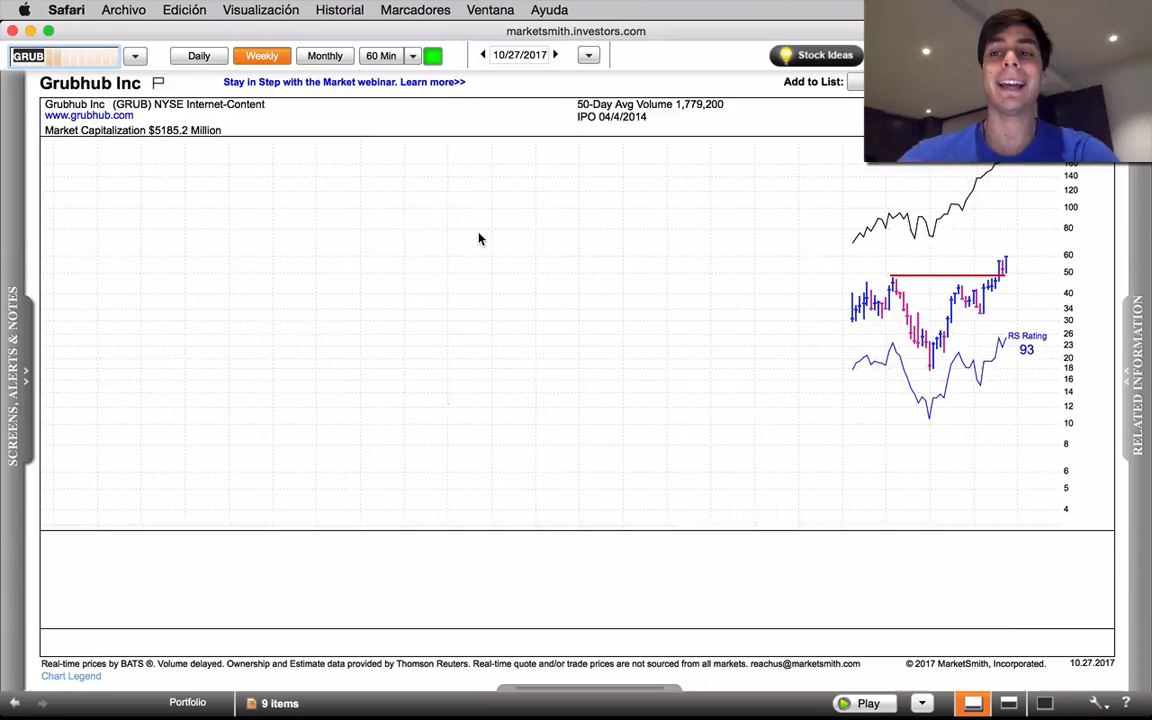 Safari Archivo Edición Visualización Historial Marcadores Ventana Ayuda
marketsmith.investors.com
GRUB Daily Weekly Monthly 60 Min 10/27/2017 Stock Ideas
Grubhub Inc Stay in Step with the Market webinar. Learn more>> Add to List:
Grubhub Inc (GRUB) NYSE Internet-Content 50-Day Avg Volume 1,779,200
www.grubhub.com IPO 04/4/2014
Market Capitalization $5185.2 Million
160
140
120
100
80
60
50
40
34
30
26
RS Rating
23
93
20
18
16
14
12
10
8
6
5
4
SCREENS, ALERTS & NOTES
RELATED INFORMATION
Real-time prices by BATS ®. Volume delayed. Ownership and Estimate data provided by Thomson Reuters. Real-time quote and/or trade prices are not sourced from all markets. reachus@marketsmith.com © 2017 MarketSmith, Incorporated. 10.27.2017
Chart Legend
Portfolio 9 items Play ?